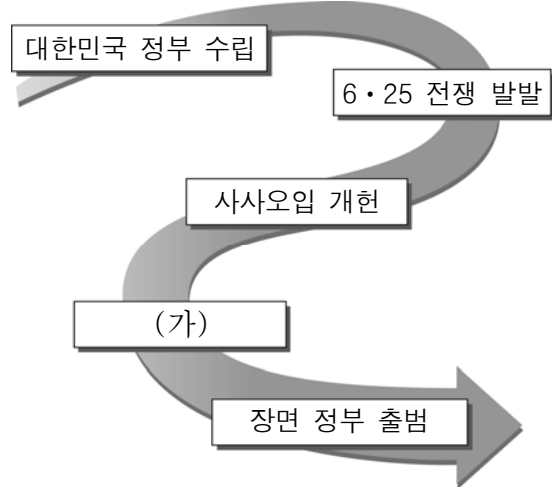 대한민국 정부 수립
6·25 전쟁 발발
사사오입 개헌
(가)
장면 정부 출범